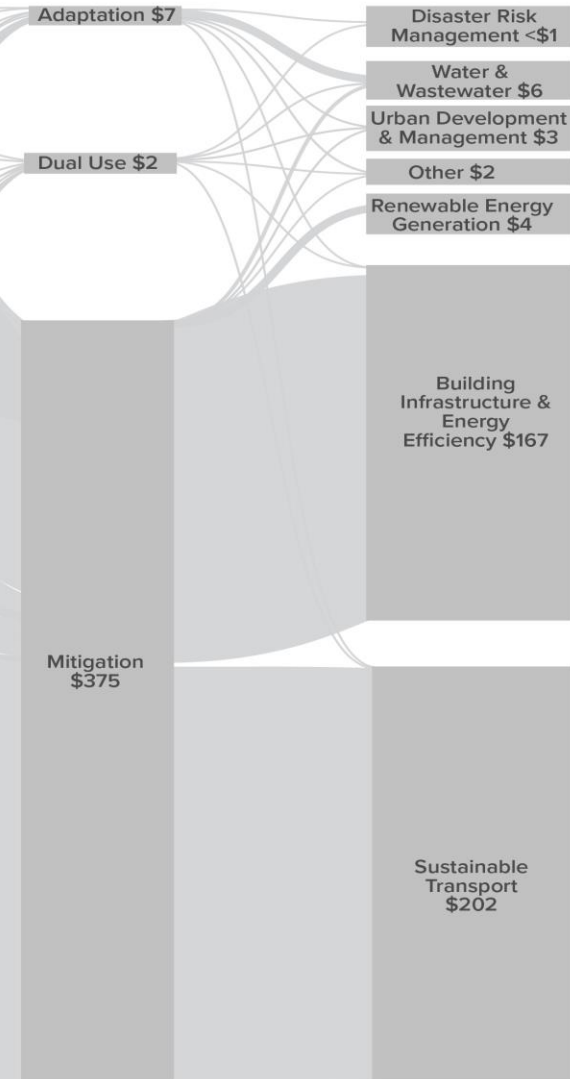 Adaptation $7
Dual Use $2
Mitigation
$375
Disaster Risk
Management <$1
Water &
Wastewater $6
Urban Development
& Management $3
Other $2
Renewable Energy
Generation $4
Building
Infrastructure &
Energy
Efficiency $167
Sustainable
Transport
$202